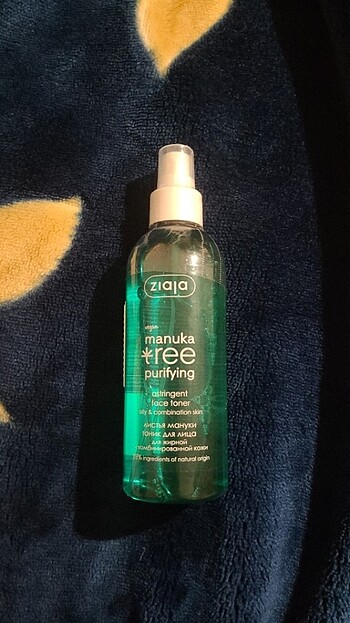 ziaja
vegan
manuka
tree
purifying
astringent
face toner
oily & combination skin
листья мануки
тоник для лица
для жирной
комбинированной кожи
ingredients of natural origin